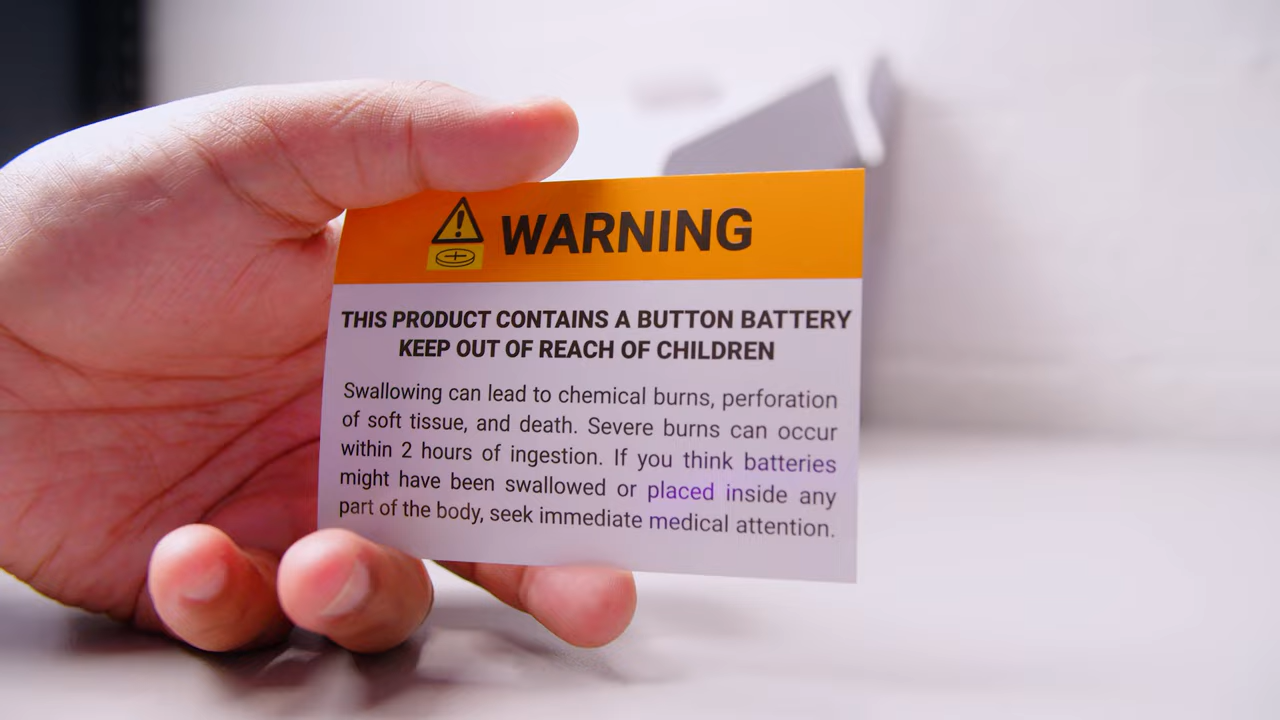 WARNING
THIS PRODUCT CONTAINS A BUTTON BATTERY
KEEP OUT OF REACH OF CHILDREN
Swallowing can lead to chemical burns, perforation
of soft tissue, and death. Severe burns can occur
within 2 hours of ingestion. If you think batteries
might have been swallowed or placed inside any
part of the body, seek immediate medical attention.